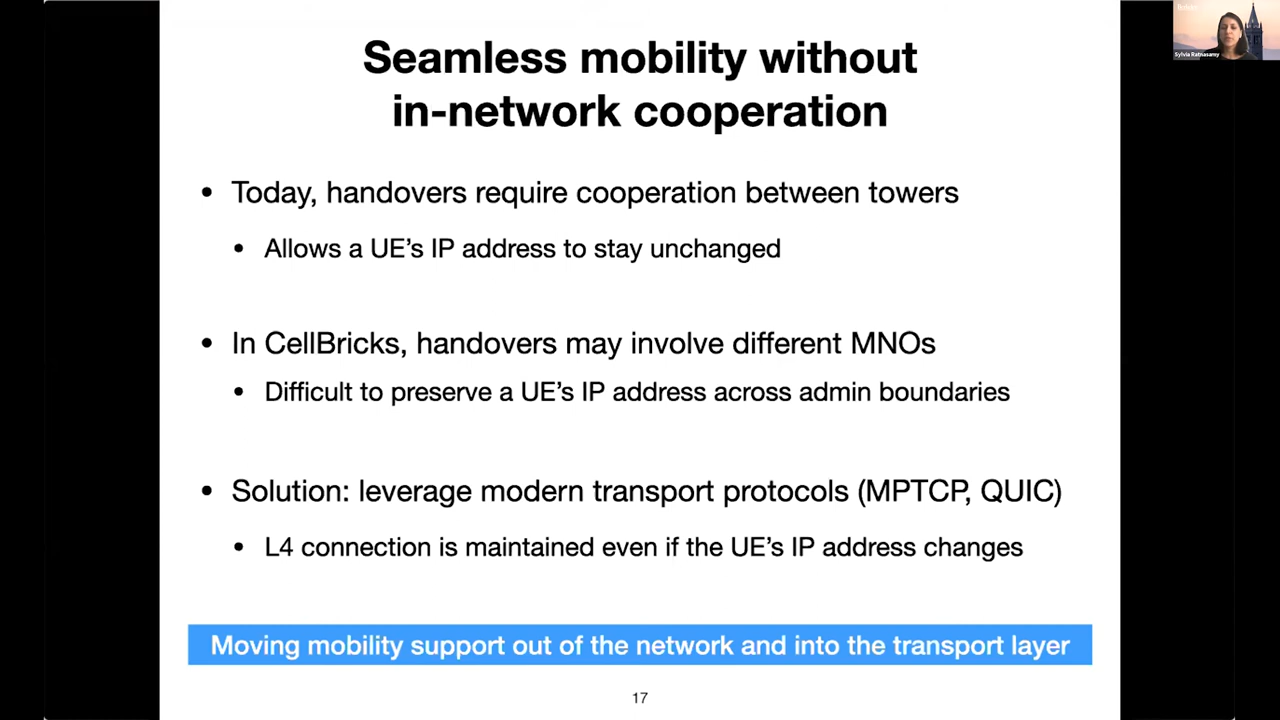 Seamless mobility without
in-network cooperation
• Today, handovers require cooperation between towers
• Allows a UE's IP address to stay unchanged
• In CellBricks, handovers may involve different MNOs
• Difficult to preserve a UE's IP address across admin boundaries
• Solution: leverage modern transport protocols (MPTCP, QUIC)
• L4 connection is maintained even if the UE's IP address changes
Moving mobility support out of the network and into the transport layer
17
Sylvia Ratnasamy